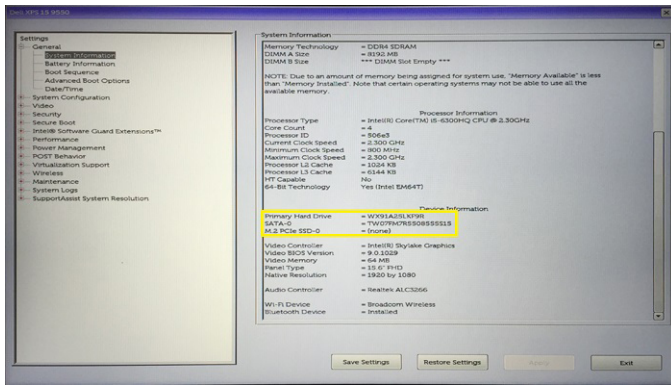 Dell XPS 15 9550
Settings
General
System Information
Battery Information
Boot Sequence
Advanced Boot Options
Date/Time
System Configuration
Video
Security
Secure Boot
Intel® Software Guard Extensions™
Performance
Power Management
POST Behavior
Virtualization Support
Wireless
Maintenance
System Logs
SupportAssist System Resolution
System Information
Memory Technology = DDR4 SDRAM
DIMM A Size = 8192 MB
DIMM B Size *** DIMM Slot Empty ***
NOTE: Due to an amount of memory being assigned for system use, "Memory Available" is less
than "Memory Installed". Note that certain operating systems may not be able to use all the
available memory.
Processor Information
Processor Type = Intel(R) Core(TM) i5-6300HQ CPU @ 2.30GHz
Core Count = 4
Processor ID = 506e3
Current Clock Speed = 2.300 GHz
Minimum Clock Speed = 800 MHz
Maximum Clock Speed = 2.300 GHz
Processor L2 Cache = 1024 KB
Processor L3 Cache = 6144 KB
HT Capable No
64-Bit Technology Yes (Intel EM64T)
Device Information
Primary Hard Drive
SATA-0
M.2 PCIe SSD-0 = (none)
Video Controller = Intel(R) Skylake Graphics
Video BIOS Version = 9.0.1029
Video Memory = 64 MB
Panel Type = 15.6" FHD
Native Resolution = 1920 by 1080
Audio Controller = Realtek ALC3266
Wi-Fi Device = Broadcom Wireless
Bluetooth Device = Installed
Save Settings
Restore Settings
Apply
Exit